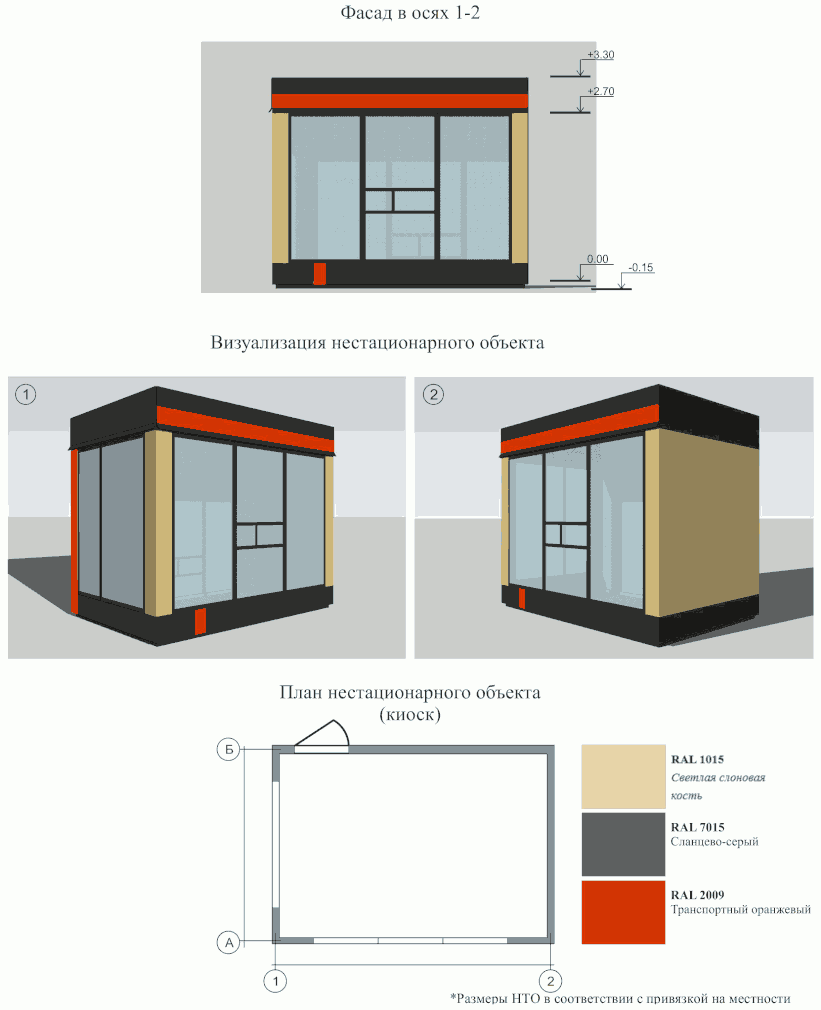 Фасад в осях 1-2
+3.30
+2.70
0.00
-0.15
Визуализация нестационарного объекта
1
2
План нестационарного объекта
(киоск)
Б
А
1
2
RAL 1015
Светлая слоновая
кость
RAL 7015
Сланцево-серый
RAL 2009
Транспортный оранжевый
*Размеры НТО в соответствии с привязкой на местности